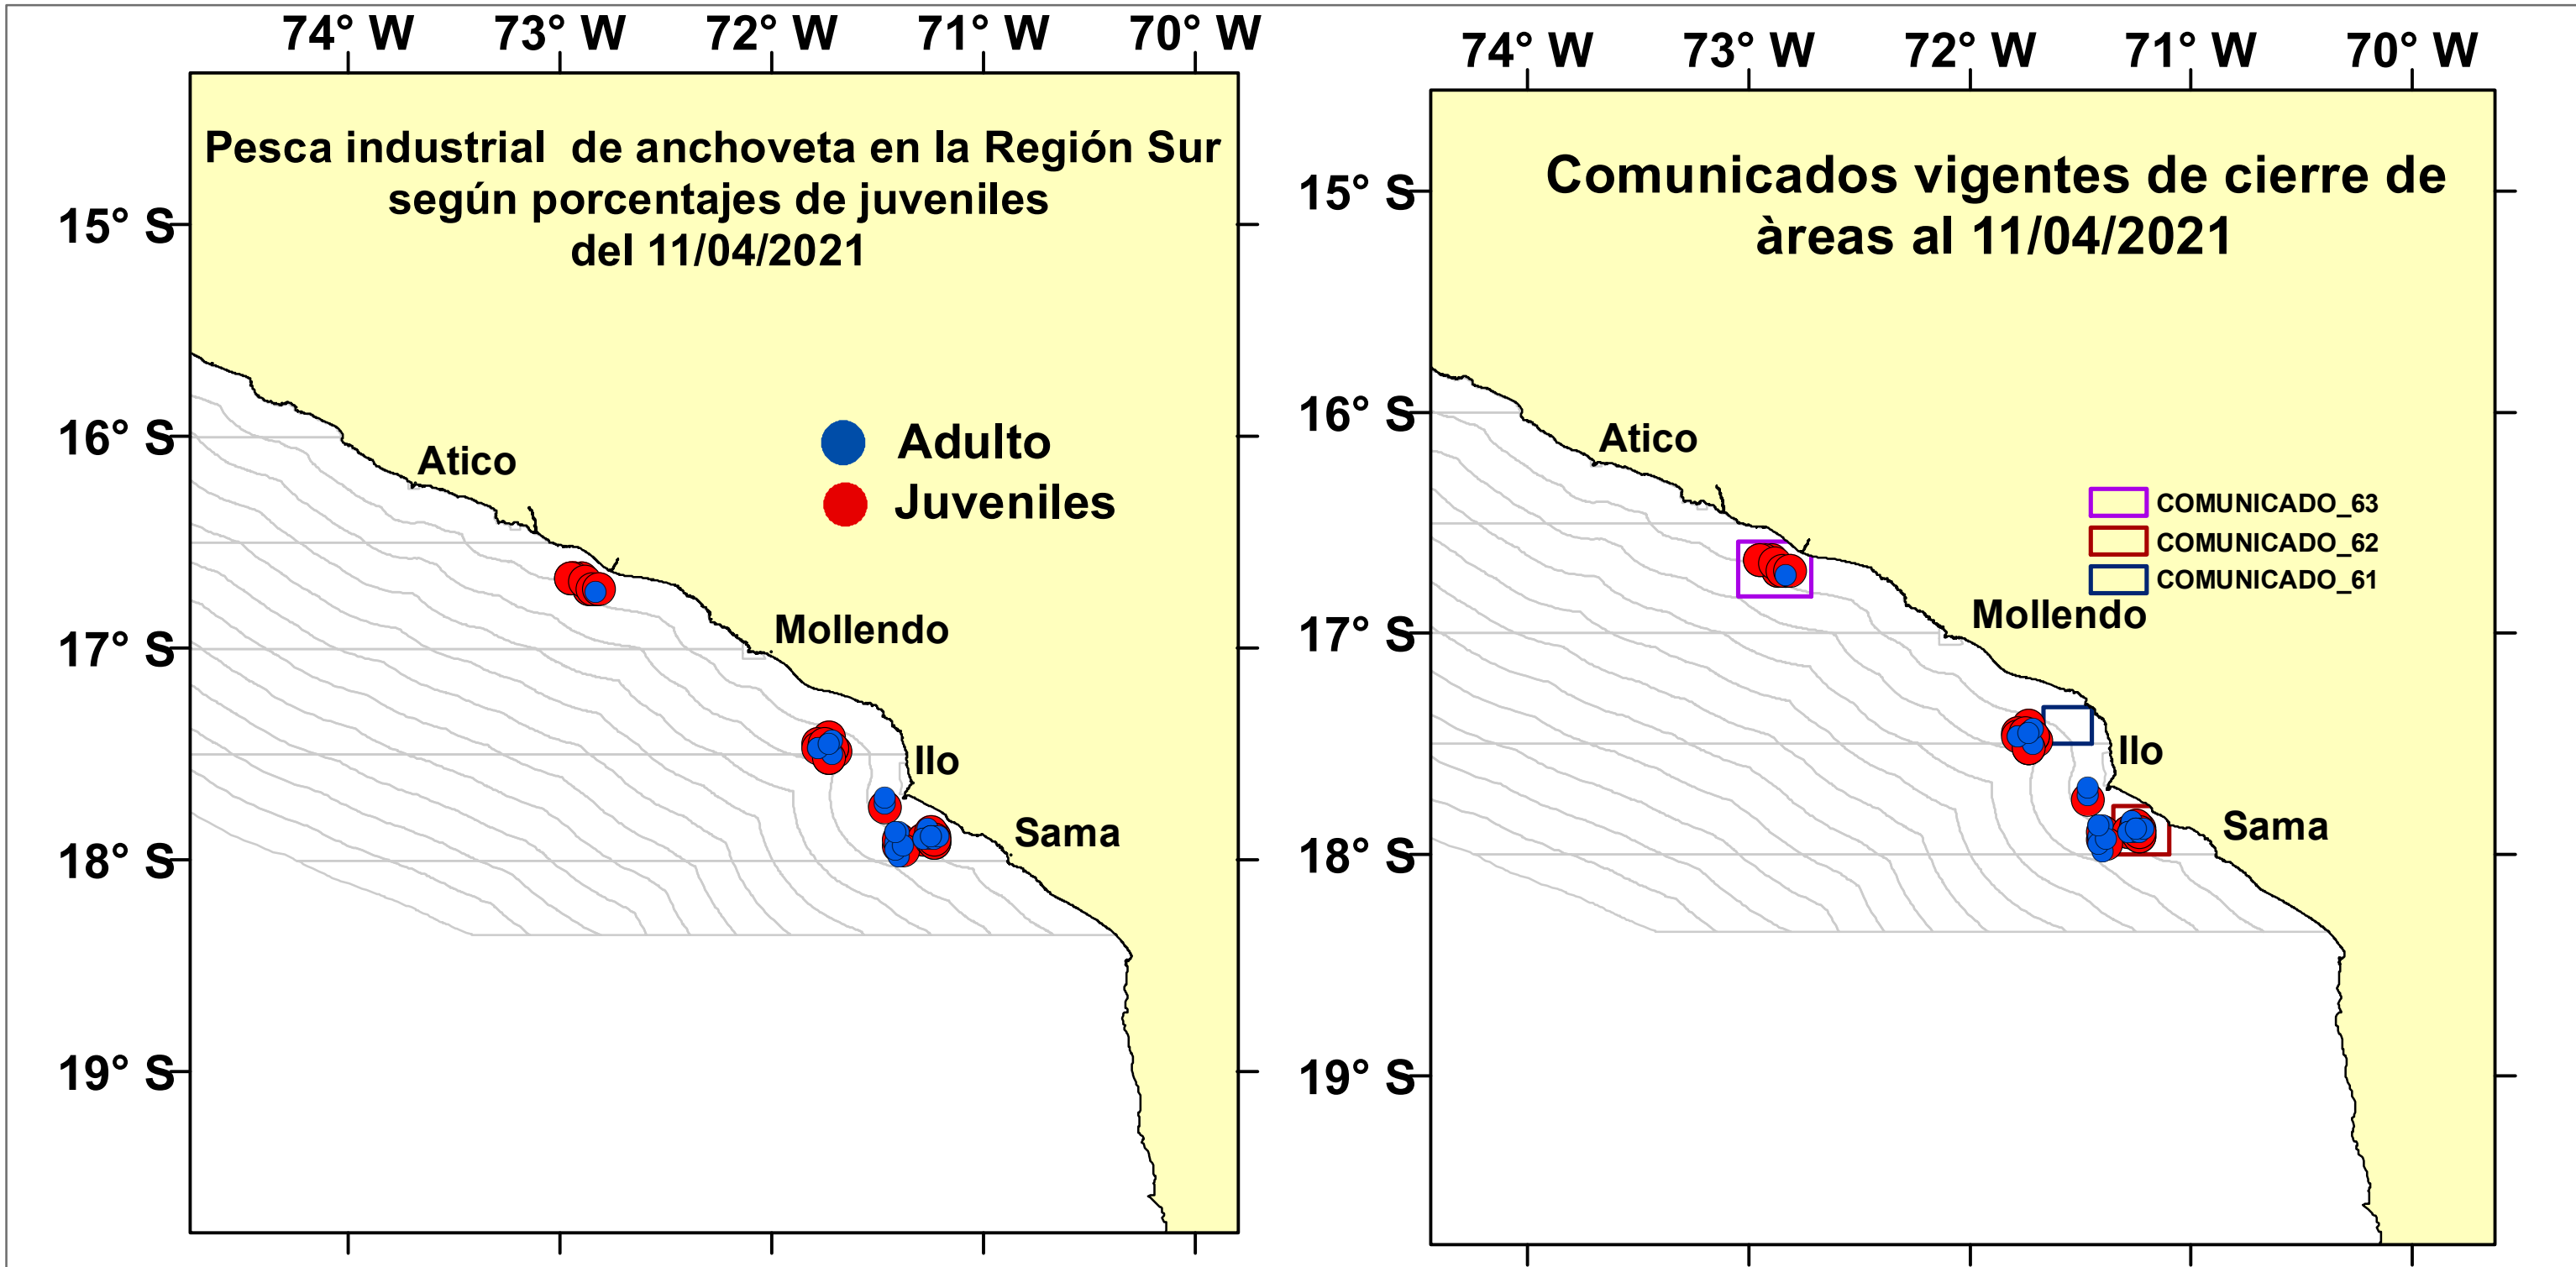 74° W 73° W 72° W 71° W 70° W
Pesca industrial de anchoveta en la Región Sur
según porcentajes de juveniles
del 11/04/2021
15° S
16° S
17° S
18° S
19° S
Adulto
Juveniles
Atico
Mollendo
Ilo
Sama
74° W 73° W 72° W 71° W 70° W
Comunicados vigentes de cierre de
àreas al 11/04/2021
15° S
16° S
17° S
18° S
19° S
Atico
COMUNICADO_63
COMUNICADO_62
COMUNICADO_61
Mollendo
Ilo
Sama